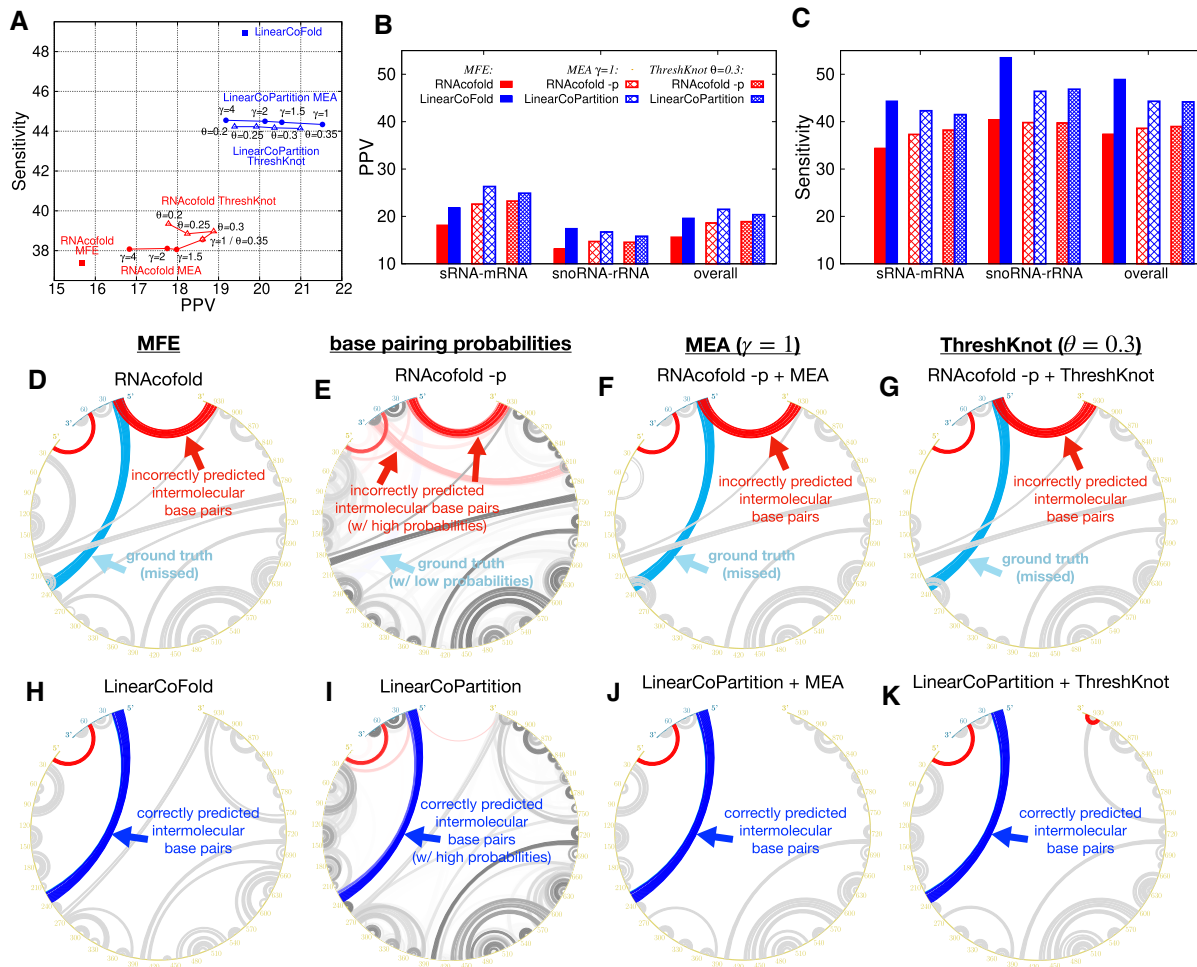 A
Sensitivity
48
46
44
42
40
38
15 16 17 18 19 20 21 22
PPV
LinearCoFold
LinearCoPartition MEA
γ=4 γ=2 γ=1.5 γ=1
θ=0.2 θ=0.25 θ=0.3 θ=0.35
LinearCoPartition
ThreshKnot
RNAcofold ThreshKnot
θ=0.2
θ=0.25 θ=0.3
γ=1 / θ=0.35
RNAcofold
MFE
γ=4 γ=2 γ=1.5
RNAcofold MEA
B
PPV
55
50
40
30
20
10
MFE: MEA γ=1: ThreshKnot θ=0.3:
RNAcofold RNAcofold -p RNAcofold -p
LinearCoFold LinearCoPartition LinearCoPartition
sRNA-mRNA snoRNA-rRNA overall
C
Sensitivity
55
50
40
30
20
10
sRNA-mRNA snoRNA-rRNA overall
MFE
base pairing probabilities
MEA (γ = 1)
ThreshKnot (θ = 0.3)
D
RNAcofold
incorrectly predicted
intermolecular
base pairs
ground truth
(missed)
E
RNAcofold -p
incorrectly predicted
intermolecular base pairs
(w/ high probabilities)
ground truth
(w/ low probabilities)
F
RNAcofold -p + MEA
incorrectly predicted
intermolecular
base pairs
ground truth
(missed)
G
RNAcofold -p + ThreshKnot
incorrectly predicted
intermolecular
base pairs
ground truth
(missed)
H
LinearCoFold
correctly predicted
intermolecular
base pairs
I
LinearCoPartition
correctly predicted
intermolecular
base pairs
(w/ high probabilities)
J
LinearCoPartition + MEA
correctly predicted
intermolecular
base pairs
K
LinearCoPartition + ThreshKnot
correctly predicted
intermolecular
base pairs